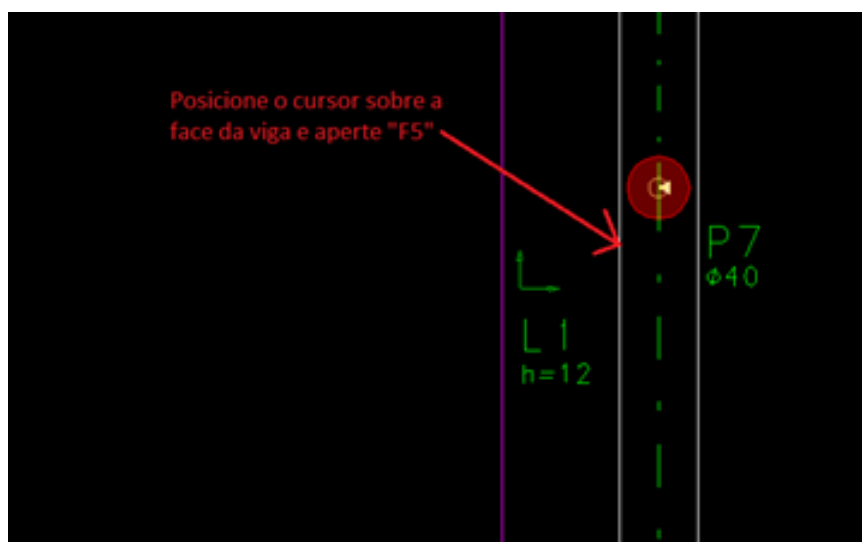 Posicione o cursor sobre a
face da viga e aperte "F5"
P7
ϕ40
L1
h=12